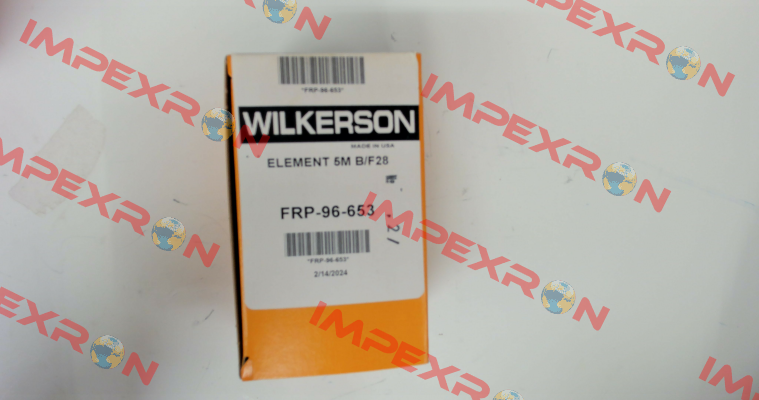 "FRP-96-653"
WILKERSON
MADE IN USA
ELEMENT 5M B/F28
FRP-96-653
"FRP-96-653"
2/14/2024
IMPEXRON
IMPEXRON
IMPEXRON
IMPEXRON
IMPEXRON
IMPEXRON